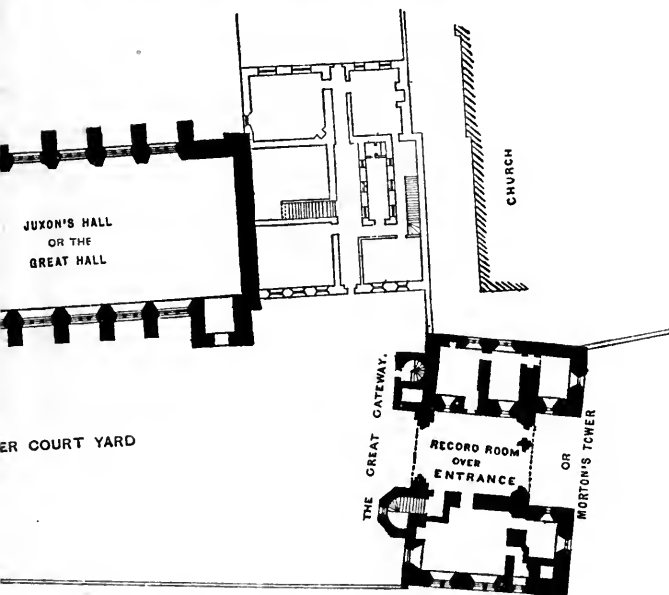 JUXON'S HALL
OR THE
GREAT HALL
CHURCH
ER COURT YARD
THE GREAT GATEWAY.
RECORD ROOM
OVER
ENTRANCE
OR
MORTON'S TOWER